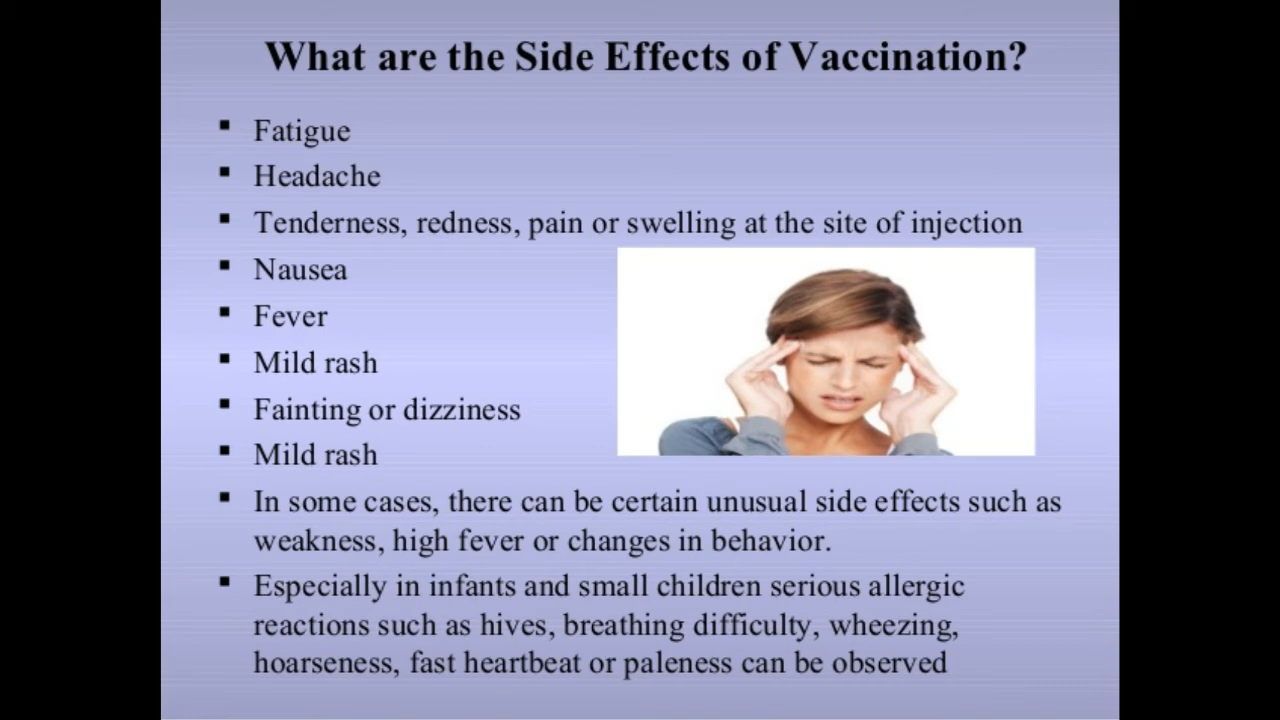 What are the Side Effects of Vaccination?
▪ Fatigue
▪ Headache
▪ Tenderness, redness, pain or swelling at the site of injection
▪ Nausea
▪ Fever
▪ Mild rash
▪ Fainting or dizziness
▪ Mild rash
▪ In some cases, there can be certain unusual side effects such as
weakness, high fever or changes in behavior.
▪ Especially in infants and small children serious allergic
reactions such as hives, breathing difficulty, wheezing,
hoarseness, fast heartbeat or paleness can be observed